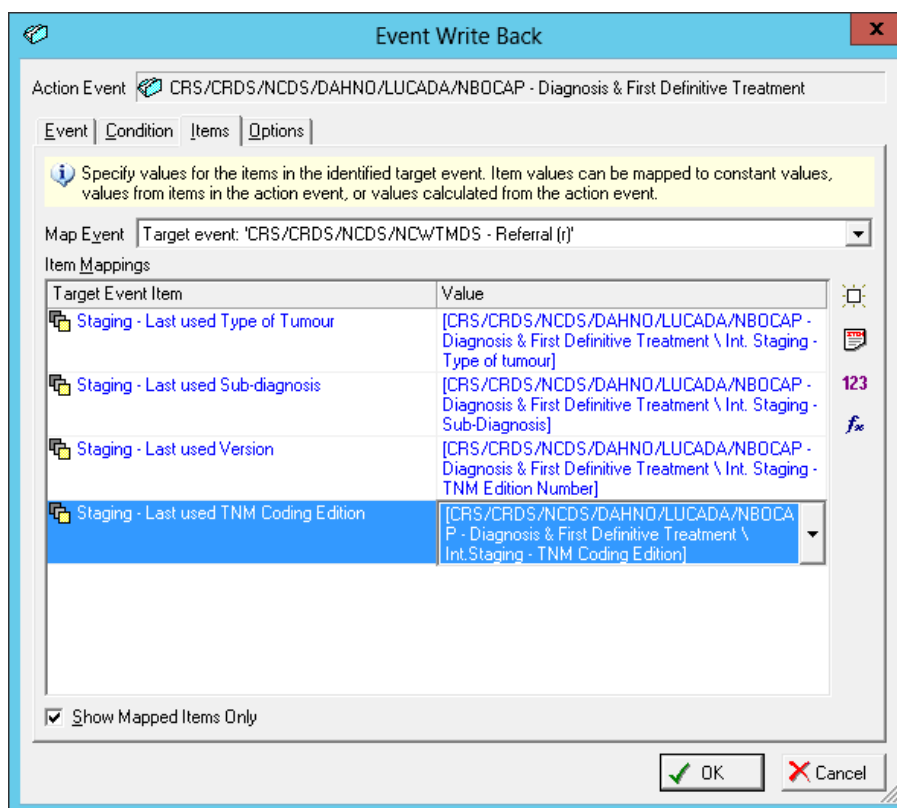 Event Write Back
x
Action Event CRS/CRDS/NCDS/DAHNO/LUCADA/NBOCAP - Diagnosis & First Definitive Treatment
Event Condition Items Options
Specify values for the items in the identified target event. Item values can be mapped to constant values,
values from items in the action event, or values calculated from the action event.
Map Event Target event: 'CRS/CRDS/NCDS/NCWTMDS - Referral (r)'
Item Mappings
Target Event Item Value
Staging - Last used Type of Tumour [CRS/CRDS/NCDS/DAHNO/LUCADA/NBOCAP -
Diagnosis & First Definitive Treatment \ Int. Staging -
Type of tumour]
Staging - Last used Sub-diagnosis [CRS/CRDS/NCDS/DAHNO/LUCADA/NBOCAP -
Diagnosis & First Definitive Treatment \ Int. Staging -
Sub-Diagnosis]
123
fx
Staging - Last used Version [CRS/CRDS/NCDS/DAHNO/LUCADA/NBOCAP -
Diagnosis & First Definitive Treatment \ Int. Staging -
TNM Edition Number]
Staging - Last used TNM Coding Edition [CRS/CRDS/NCDS/DAHNO/LUCADA/NBOCA
P - Diagnosis & First Definitive Treatment \
Int.Staging - TNM Coding Edition]
Show Mapped Items Only
OK Cancel